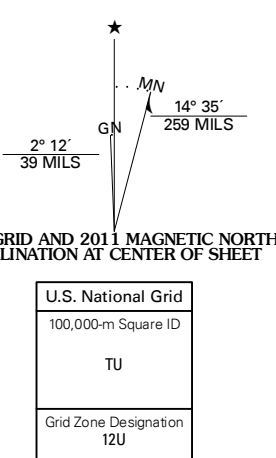 ★
MN
GN
14° 35´
259 MILS
2° 12´
39 MILS
GRID AND 2011 MAGNETIC NORTH
LINATION AT CENTER OF SHEET
U.S. National Grid
100,000-m Square ID
TU
Grid Zone Designation
12U